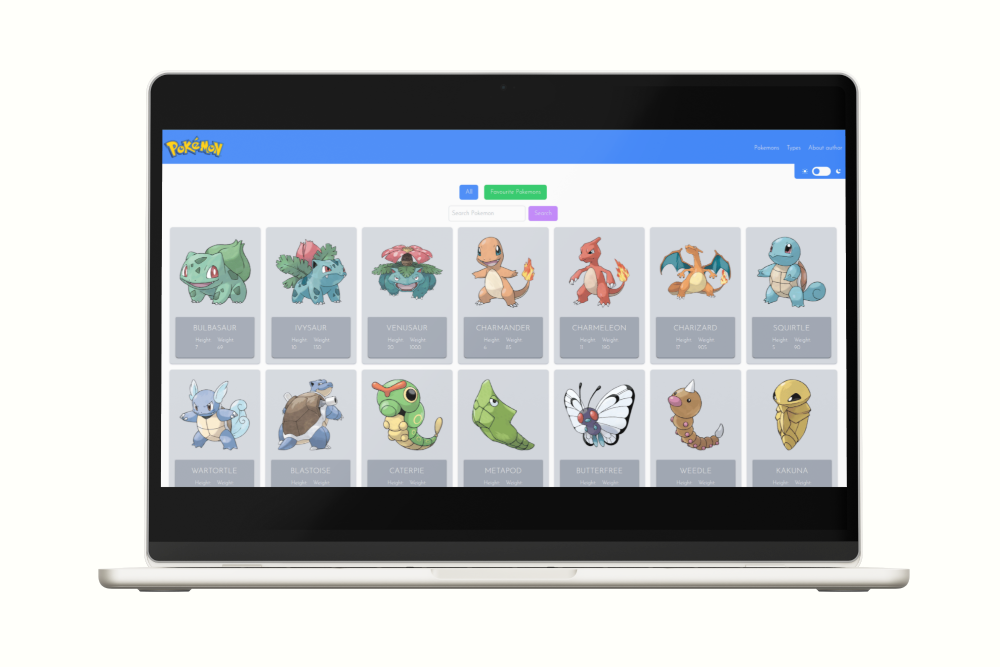 POKéMON
Pokemons Types About author
All Favourite Pokemons
Search Pokemon Search
BULBASAUR IVYSAUR VENUSAUR CHARMANDER CHARMELEON CHARIZARD SQUIRTLE
Height Weight Height Weight Height Weight Height Weight Height Weight Height Weight Height Weight
7 69 10 130 20 1000 6 85 11 190 17 905 5 90
WARTORTLE BLASTOISE CATERPIE METAPOD BUTTERFREE WEEDLE KAKUNA
Height Weight Height Weight Height Weight Height Weight Height Weight Height Weight Height Weight